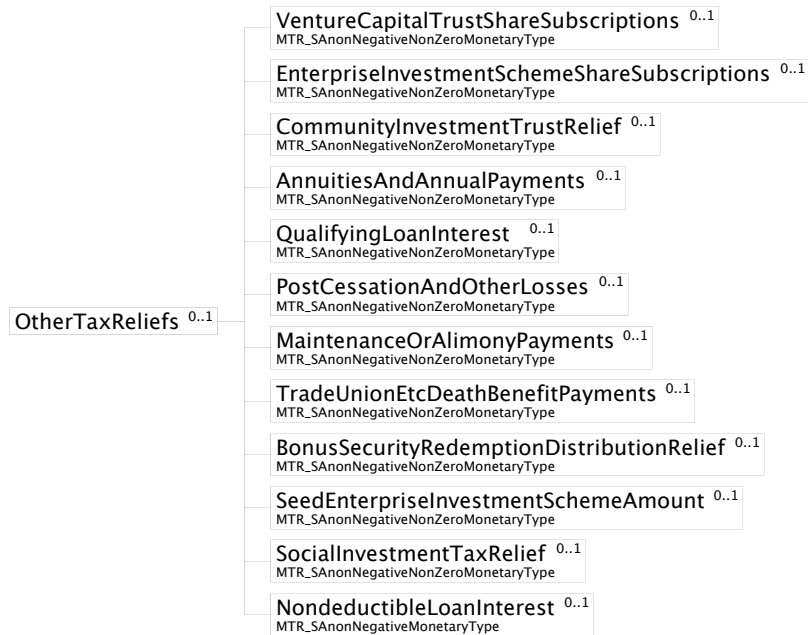 VentureCapitalTrustShareSubscriptions 0..1
MTR_SAnonNegativeNonZeroMonetaryType
EnterpriseInvestmentSchemeShareSubscriptions 0..1
MTR_SAnonNegativeNonZeroMonetaryType
CommunityInvestmentTrustRelief 0..1
MTR_SAnonNegativeNonZeroMonetaryType
AnnuitiesAndAnnualPayments 0..1
MTR_SAnonNegativeNonZeroMonetaryType
QualifyingLoanInterest 0..1
MTR_SAnonNegativeNonZeroMonetaryType
PostCessationAndOtherLosses 0..1
MTR_SAnonNegativeNonZeroMonetaryType
OtherTaxReliefs 0..1
MaintenanceOrAlimonyPayments 0..1
MTR_SAnonNegativeNonZeroMonetaryType
TradeUnionEtcDeathBenefitPayments 0..1
MTR_SAnonNegativeNonZeroMonetaryType
BonusSecurityRedemptionDistributionRelief 0..1
MTR_SAnonNegativeNonZeroMonetaryType
SeedEnterpriseInvestmentSchemeAmount 0..1
MTR_SAnonNegativeNonZeroMonetaryType
SocialInvestmentTaxRelief 0..1
MTR_SAnonNegativeNonZeroMonetaryType
NondeductibleLoanInterest 0..1
MTR_SAnonNegativeMonetaryType